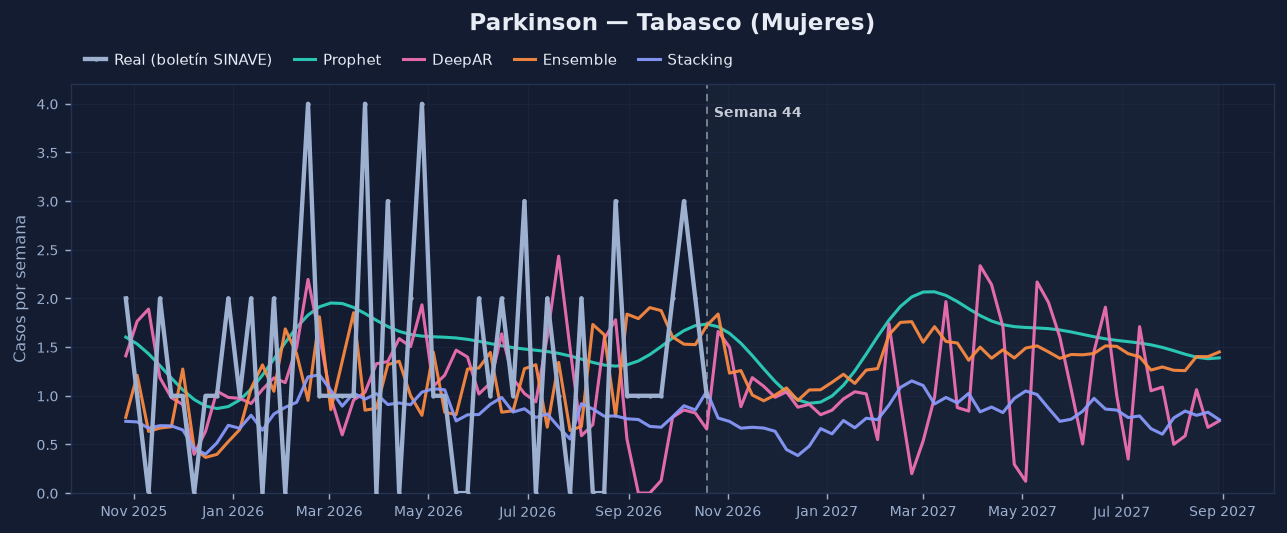 Parkinson — Tabasco (Mujeres)
Real (boletín SINAVE) Prophet DeepAR Ensemble Stacking
Semana 44
Casos por semana
4.0
3.5
3.0
2.5
2.0
1.5
1.0
0.5
0.0
Nov 2025 Jan 2026 Mar 2026 May 2026 Jul 2026 Sep 2026 Nov 2026 Jan 2027 Mar 2027 May 2027 Jul 2027 Sep 2027